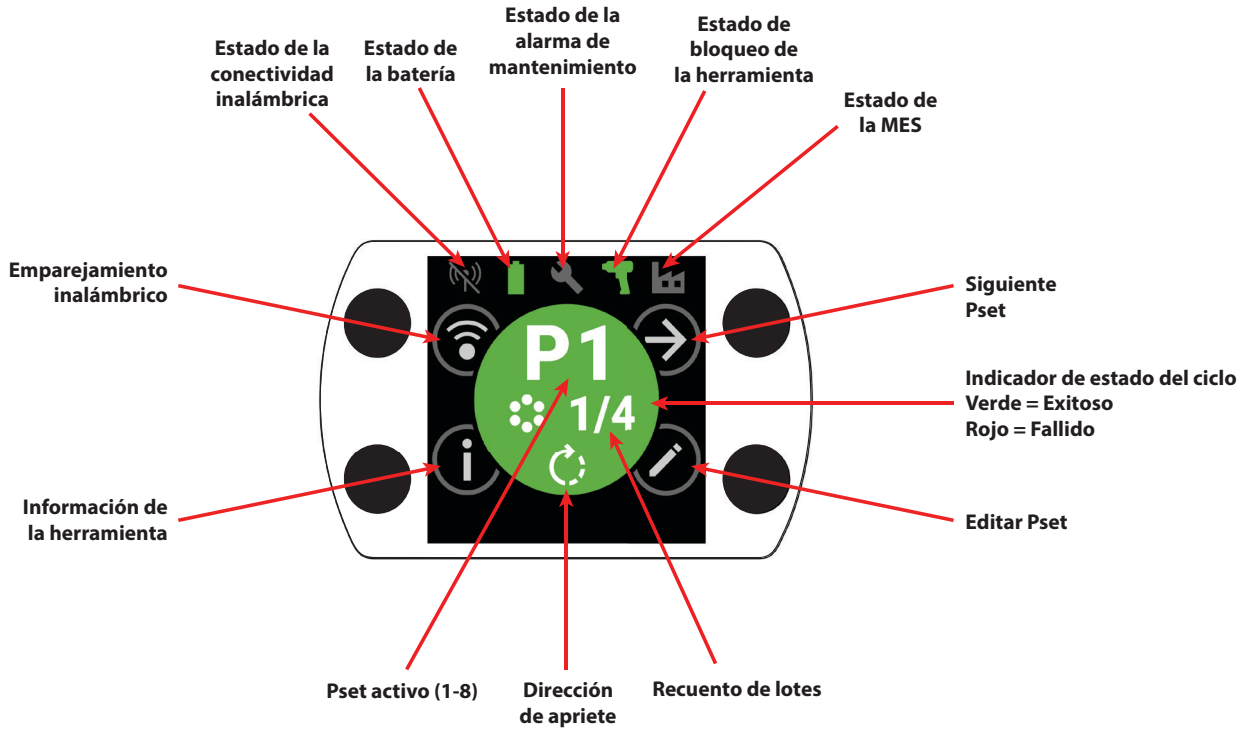 Estado de la
alarma de
mantenimiento
Estado de
bloqueo de
la herramienta
Estado de la
conectividad
inalámbrica
Estado de
la batería
Estado de
la MES
Emparejamiento
inalámbrico
Siguiente
Pset
P1
1/4
Indicador de estado del ciclo
Verde = Exitoso
Rojo = Fallido
i
Información de
la herramienta
Editar Pset
Pset activo (1-8)
Dirección
de apriete
Recuento de lotes